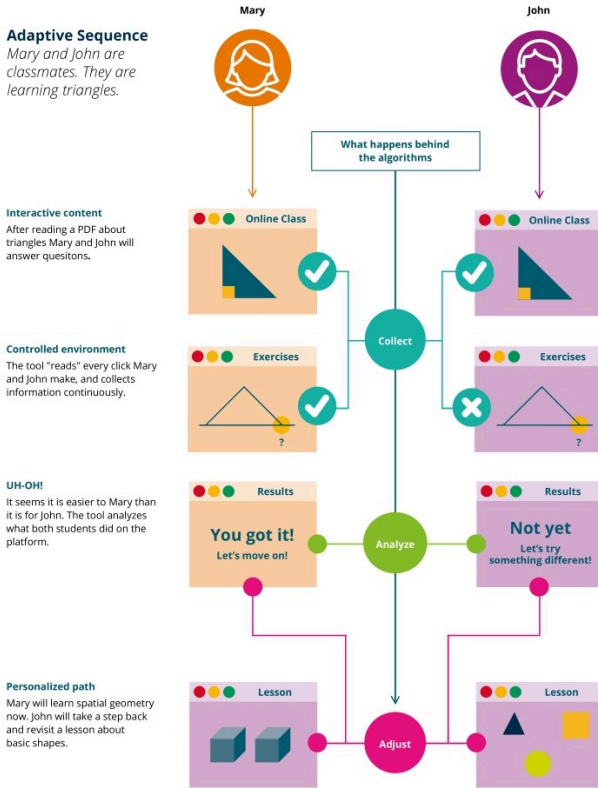 Mary
John
Adaptive Sequence
Mary and John are
classmates. They are
learning triangles.
What happens behind
the algorithms
Interactive content
After reading a PDF about
triangles Mary and John will
answer quesitons.
Online Class
Online Class
Collect
Controlled environment
The tool "reads" every click Mary
and John make, and collects
information continuously.
Exercises
?
Exercises
?
UH-OH!
It seems it is easier to Mary than
it is for John. The tool analyzes
what both students did on the
platform.
Results
You got it!
Let's move on!
Analyze
Results
Not yet
Let's try
something different!
Personalized path
Mary will learn spatial geometry
now. John will take a step back
and revisit a lesson about
basic shapes.
Lesson
Adjust
Lesson